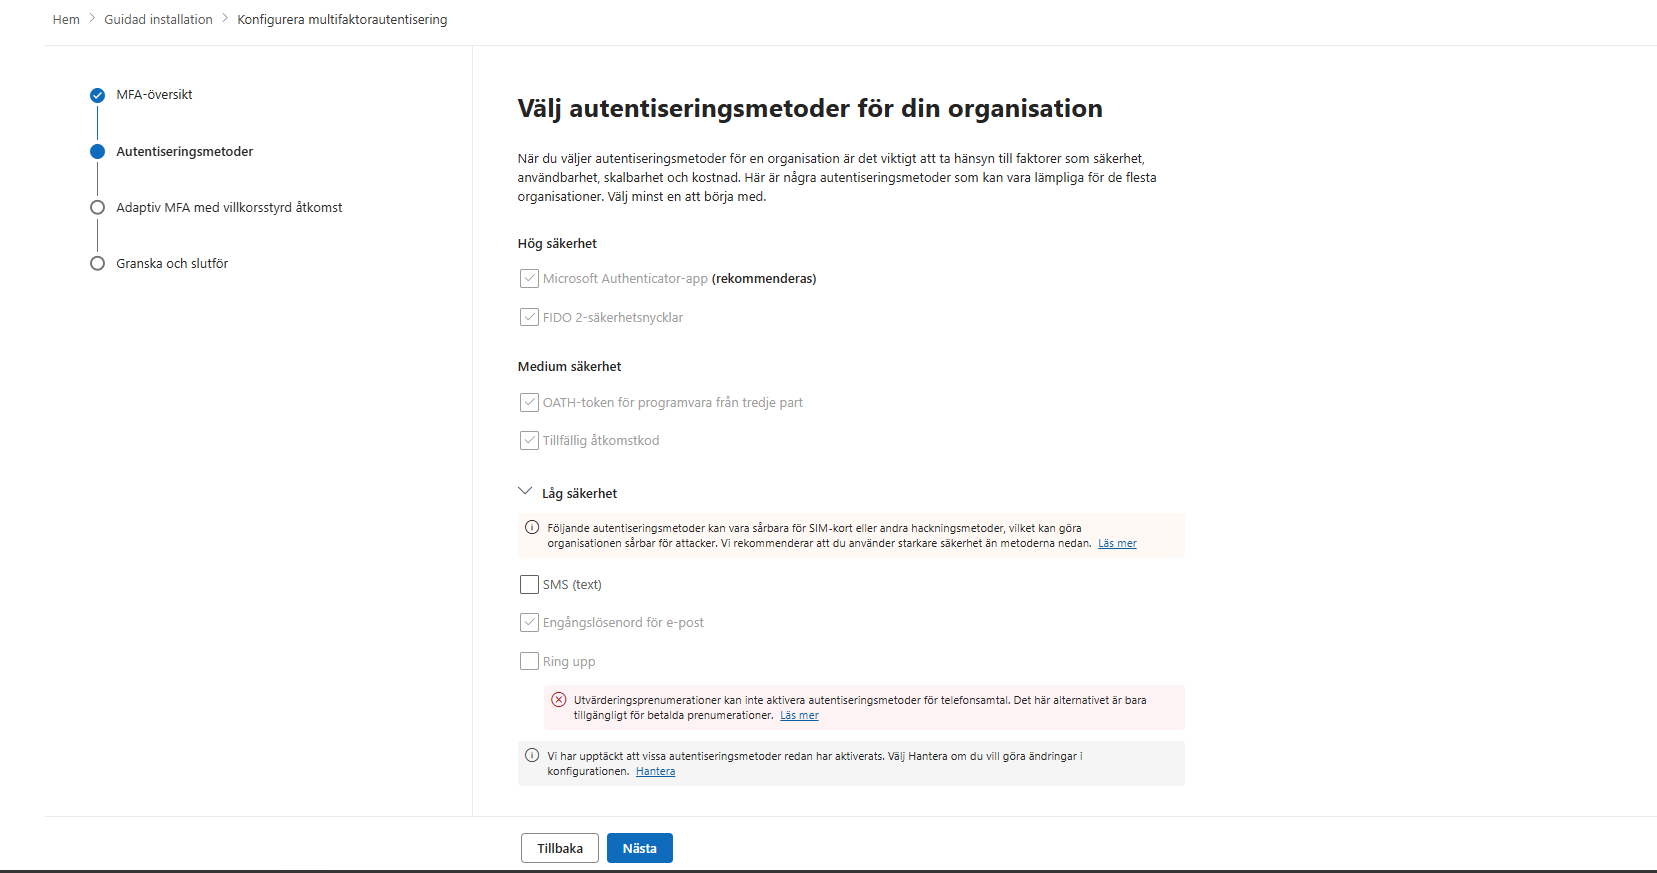 Hem > Guidad installation > Konfigurera multifaktorautentisering
MFA-översikt
Autentiseringsmetoder
Adaptiv MFA med villkorsstyrd åtkomst
Granska och slutför
Välj autentiseringsmetoder för din organisation
När du väljer autentiseringsmetoder för en organisation är det viktigt att ta hänsyn till faktorer som säkerhet,
användbarhet, skalbarhet och kostnad. Här är några autentiseringsmetoder som kan vara lämpliga för de flesta
organisationer. Välj minst en att börja med.
Hög säkerhet
Microsoft Authenticator-app (rekommenderas)
FIDO 2-säkerhetsnycklar
Medium säkerhet
OATH-token för programvara från tredje part
Tillfällig åtkomstkod
Låg säkerhet
Följande autentiseringsmetoder kan vara sårbara för SIM-kort eller andra hackningsmetoder, vilket kan göra
organisationen sårbar för attacker. Vi rekommenderar att du använder starkare säkerhet än metoderna nedan. Läs mer
SMS (text)
Engångslösenord för e-post
Ring upp
Utvärderingsprenumerationer kan inte aktivera autentiseringsmetoder för telefonsamtal. Det här alternativet är bara
tillgängligt för betalda prenumerationer. Läs mer
Vi har upptäckt att vissa autentiseringsmetoder redan har aktiverats. Välj Hantera om du vill göra ändringar i
konfigurationen. Hantera
Tillbaka
Nästa